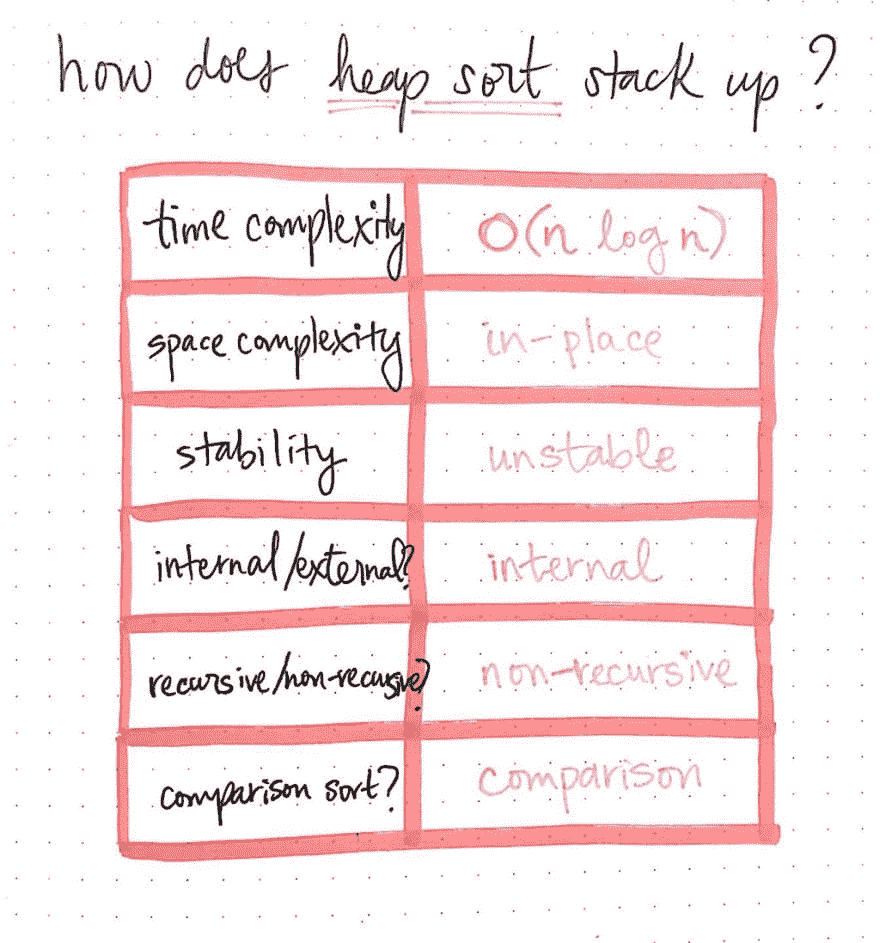 how does heap sort stack up?
time complexity O(n log n)
space complexity in-place
stability unstable
internal/external? internal
recursive/non-recursive? non-recursive
comparison sort? comparison